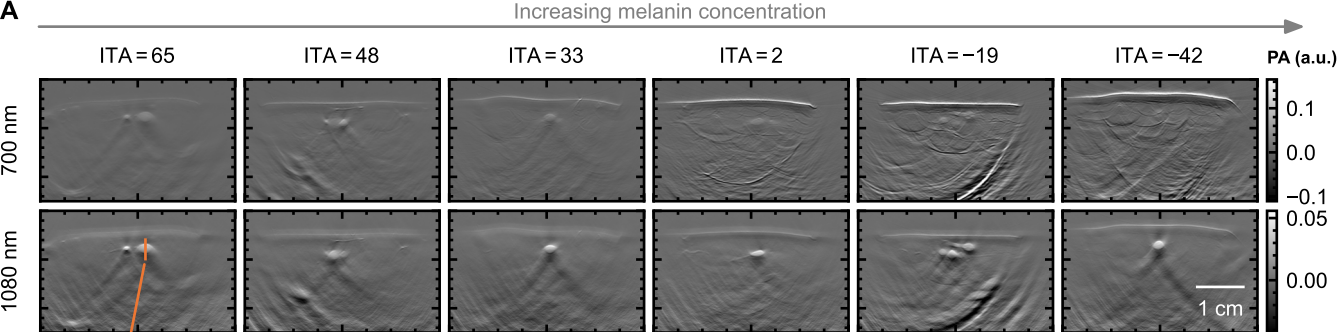 A
Increasing melanin concentration
ITA = 65 ITA = 48 ITA = 33 ITA = 2 ITA = −19 ITA = −42 PA (a.u.)
700 nm
0.1
0.0
−0.1
1080 nm
0.05
0.00
1 cm